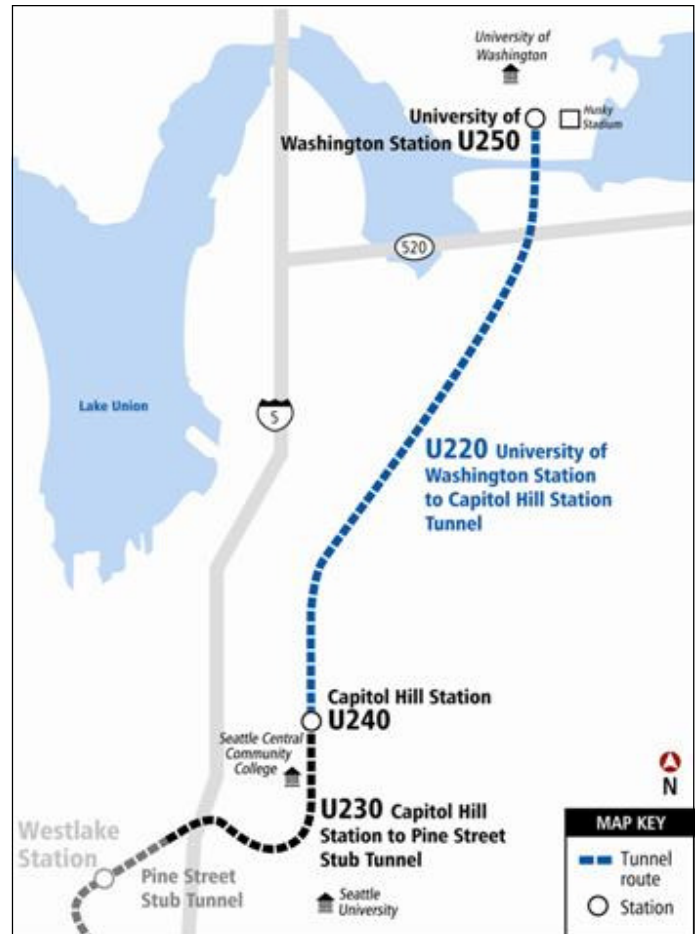 University of
Washington
University of
Washington Station U250
Husky
Stadium
520
Lake Union
5
U220 University of
Washington Station
to Capitol Hill Station
Tunnel
Capitol Hill Station
U240
Seattle Central
Community
College
N
U230 Capitol Hill
Station to Pine Street
Stub Tunnel
Westlake
Station
Pine Street
Stub Tunnel
Seattle
University
MAP KEY
Tunnel
route
Station